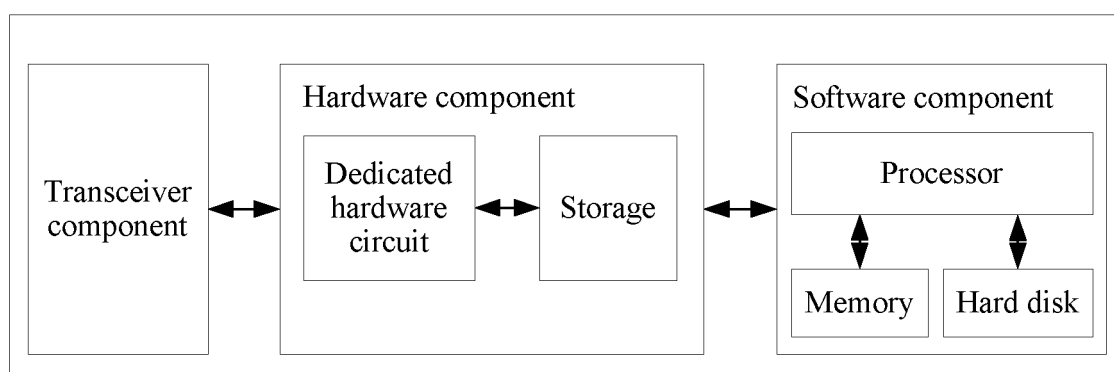 Transceiver
component
Hardware component
Dedicated
hardware
circuit
Storage
Software component
Processor
Memory
Hard disk